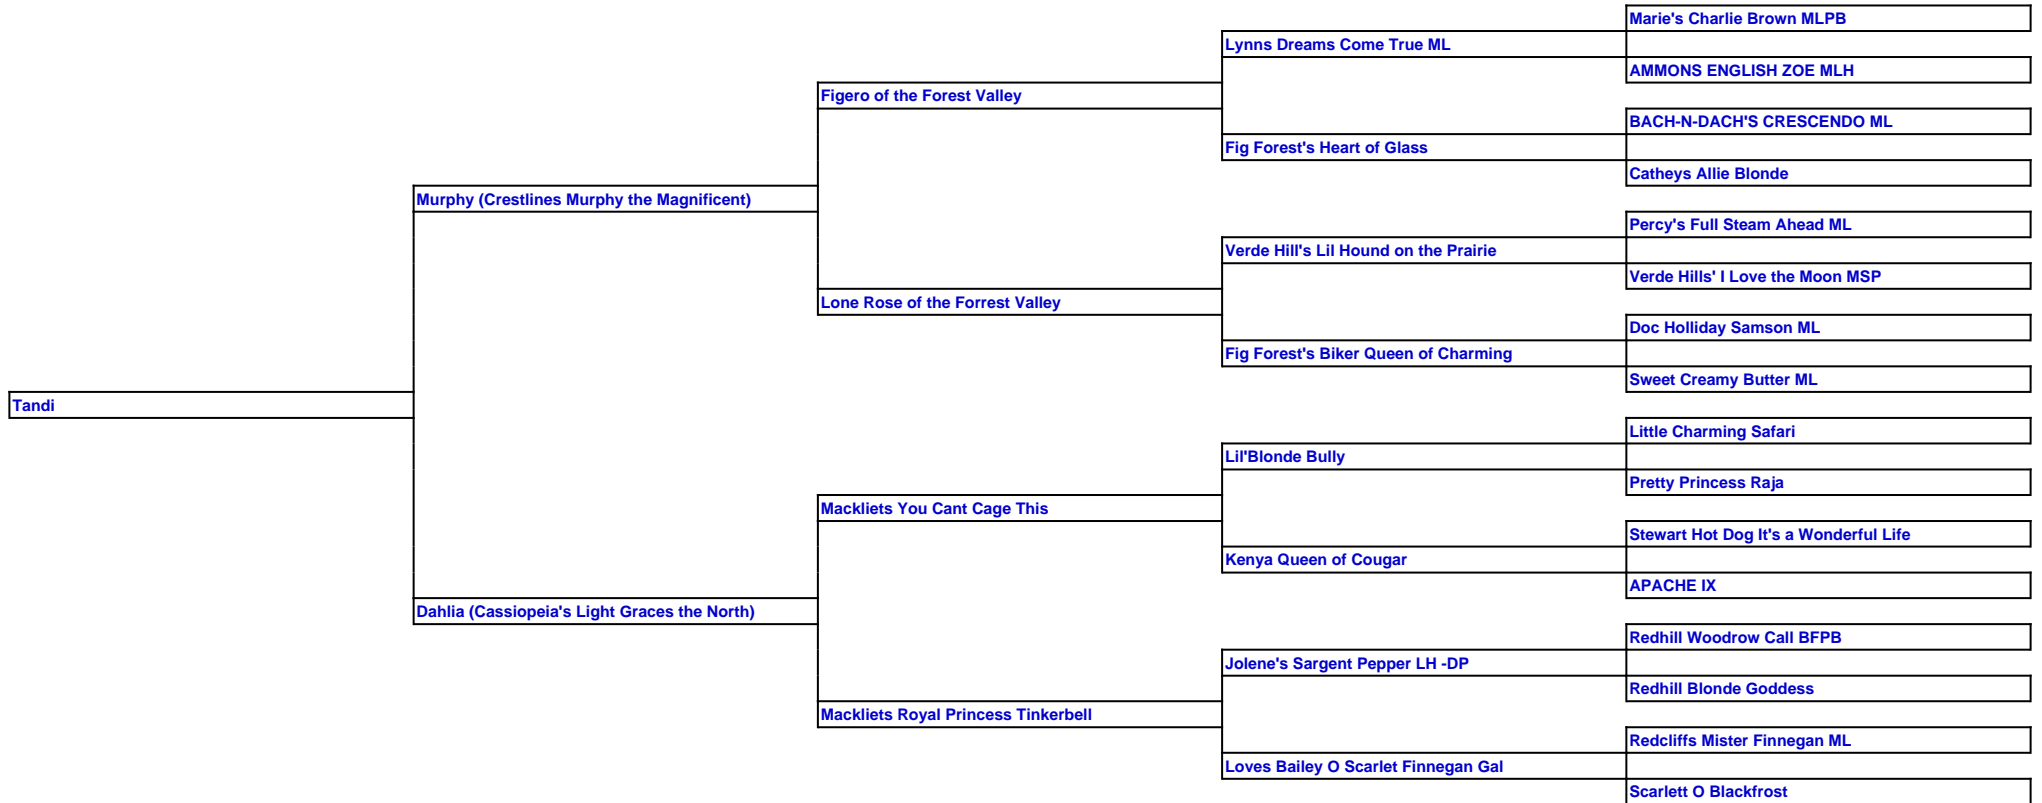 Marie's Charlie Brown MLPB
Lynns Dreams Come True ML
AMMONS ENGLISH ZOE MLH
Figero of the Forest Valley
BACH-N-DACH'S CRESCENDO ML
Fig Forest's Heart of Glass
Catheys Allie Blonde
Murphy (Crestlines Murphy the Magnificent)
Percy's Full Steam Ahead ML
Verde Hill's Lil Hound on the Prairie
Verde Hills' I Love the Moon MSP
Lone Rose of the Forrest Valley
Doc Holliday Samson ML
Fig Forest's Biker Queen of Charming
Sweet Creamy Butter ML
Tandi
Little Charming Safari
Lil'Blonde Bully
Pretty Princess Raja
Mackliets You Cant Cage This
Stewart Hot Dog It's a Wonderful Life
Kenya Queen of Cougar
APACHE IX
Dahlia (Cassiopeia's Light Graces the North)
Redhill Woodrow Call BFPB
Jolene's Sargent Pepper LH -DP
Redhill Blonde Goddess
Mackliets Royal Princess Tinkerbell
Redcliffs Mister Finnegan ML
Loves Bailey O Scarlet Finnegan Gal
Scarlett O Blackfrost